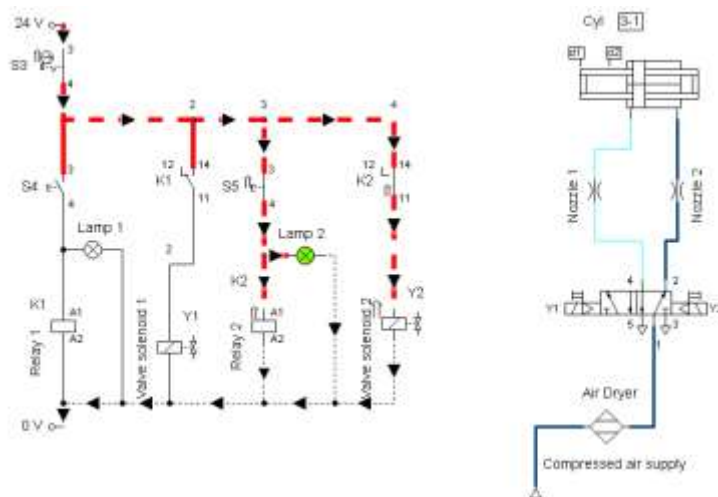 24 V
S3
3
4
2
3
4
3
4
S4
Lamp 1
K1
A1
A2
Relay 1
0 V
12
14
K1
11
2
Y1
Valve solenoid 1
S5
3
4
Lamp 2
K2
A1
A2
Relay 2
12
14
K2
11
Y2
Valve solenoid 2
Cyl 3-1
B1
B2
Nozzle 1
Nozzle 2
4
2
Y1
Y2
5
3
1
Air Dryer
Compressed air supply